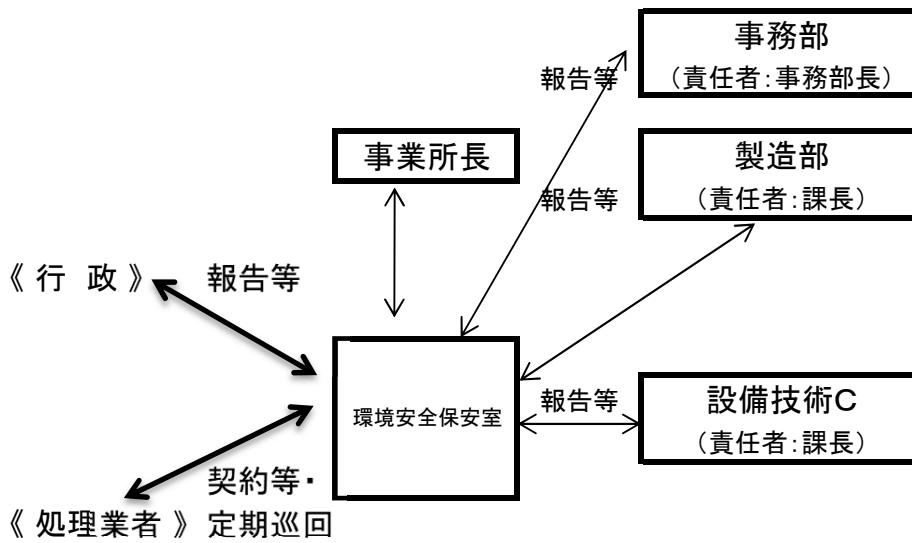 事務部
（責任者：事務部長）
報告等
事業所長
製造部
（責任者：課長）
報告等
《 行　政 》
報告等
環境安全保安室
報告等
設備技術C
（責任者：課長）
契約等・
《 処理業者 》 定期巡回